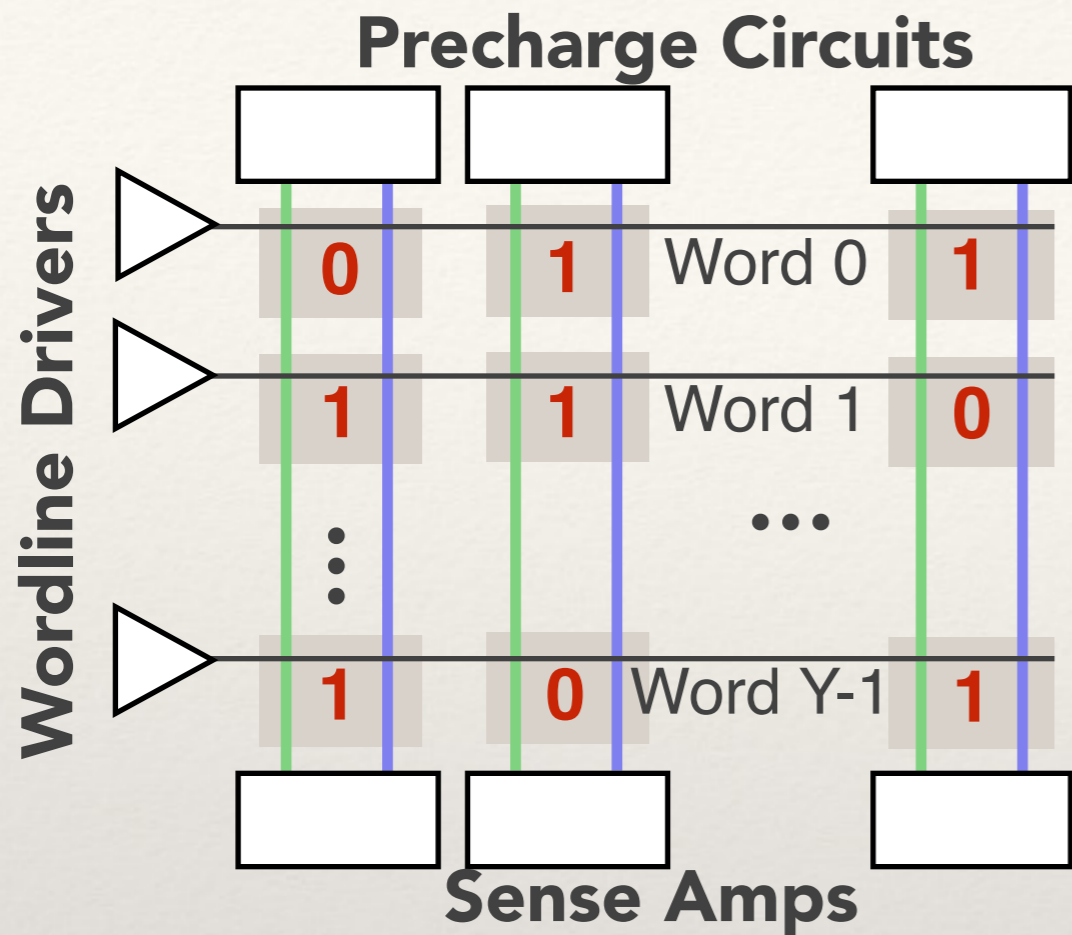 Precharge Circuits
Wordline Drivers
0 1 Word 0 1
1 1 Word 1 0
...
1 0 Word Y-1 1
Sense Amps